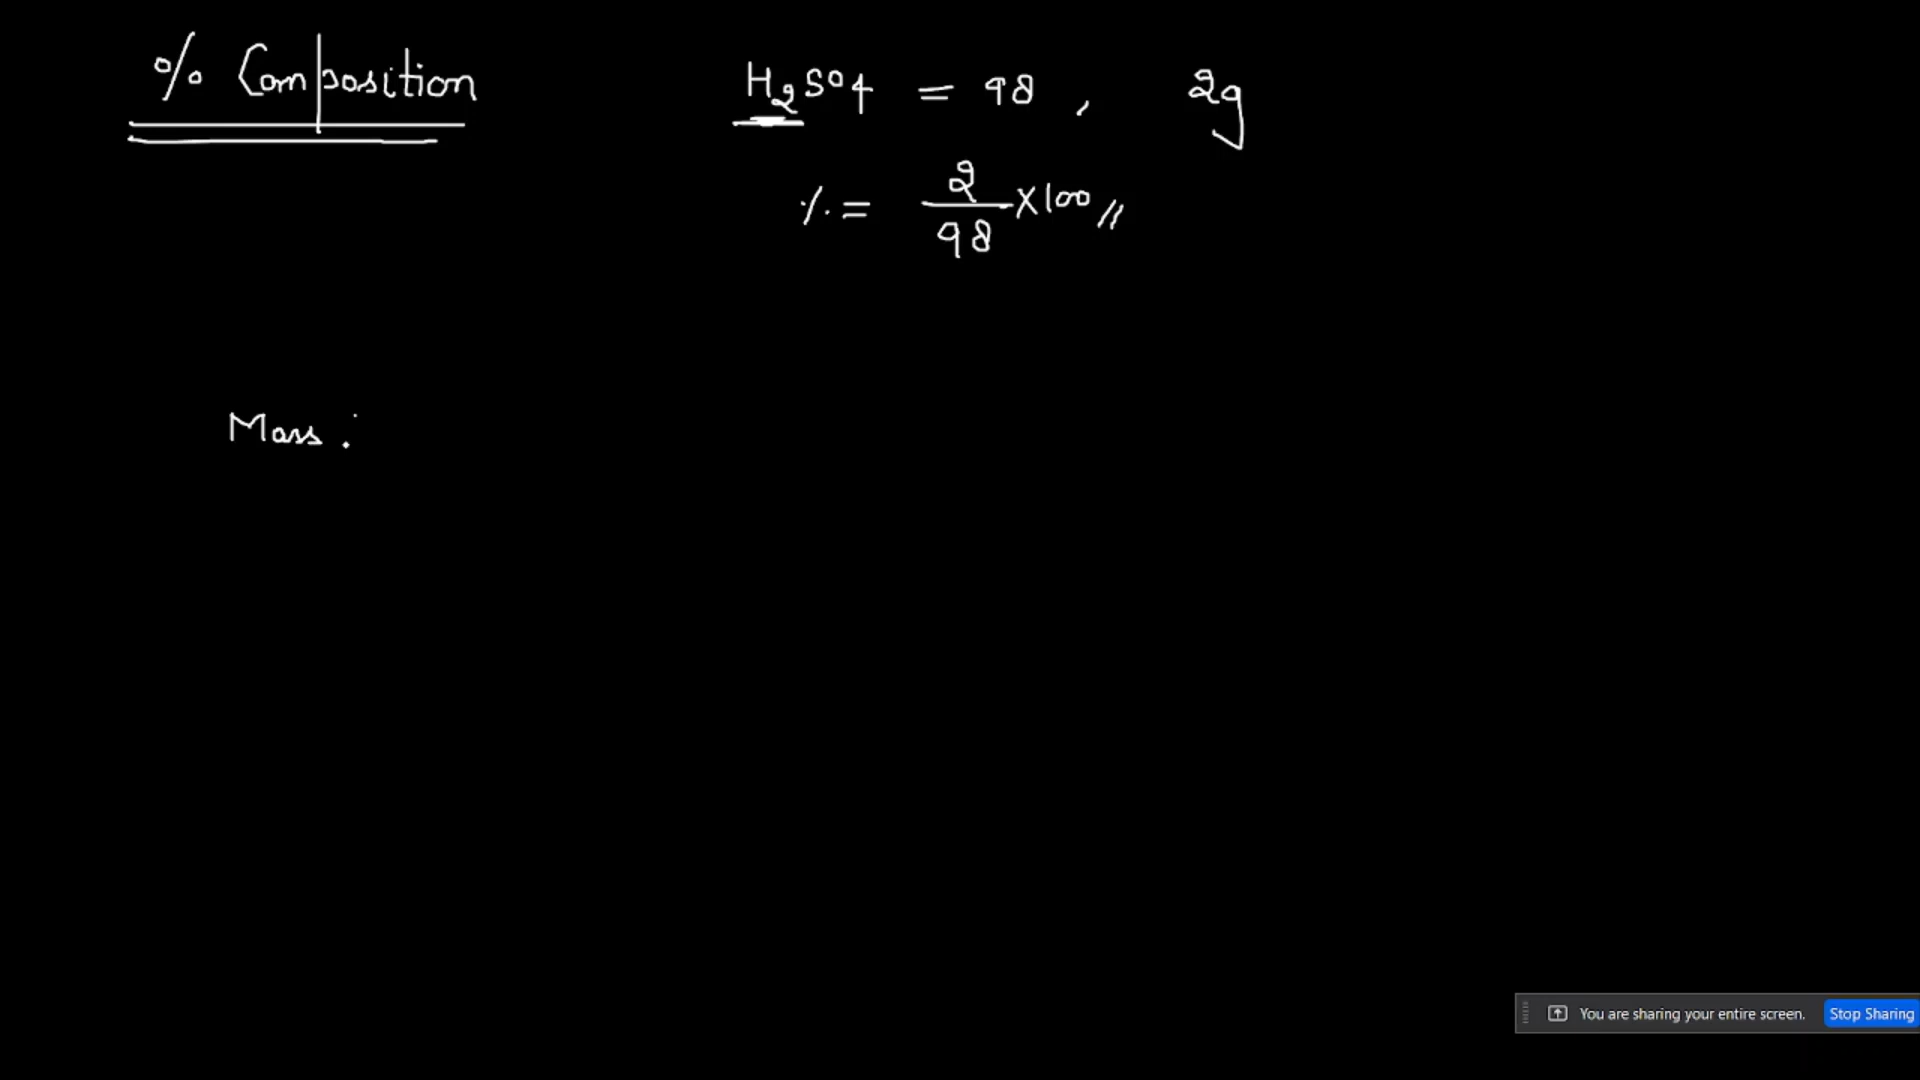 % Composition
H₂SO₄ = 98 , 2g
% = 2/98 × 100 //
Mass :
You are sharing your entire screen. Stop Sharing